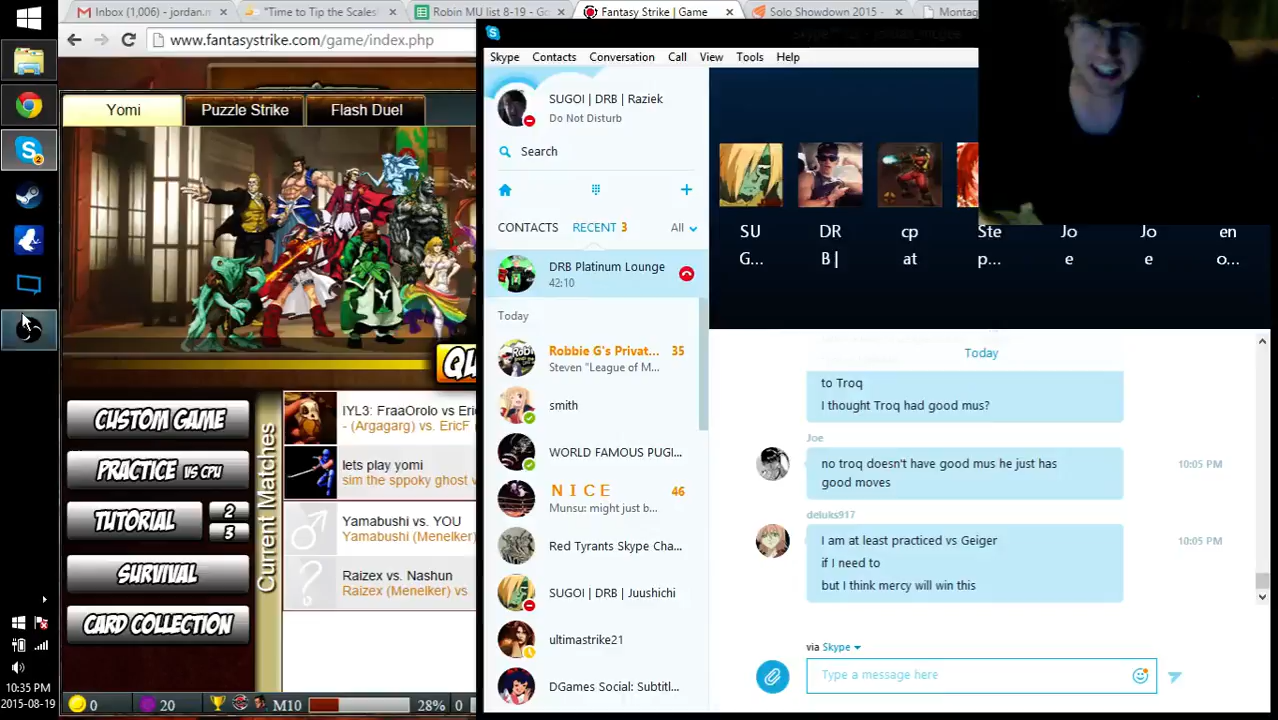 Inbox (1,006) - jordan.m
"Time to Tip the Scales!
Robin MU list 8-19 - Go
Fantasy Strike | Game
Solo Showdown 2015 -
Montag
www.fantasystrike.com/game/index.php
Yomi
Puzzle Strike
Flash Duel
QU
CUSTOM GAME
PRACTICE VS CPU
TUTORIAL
2
3
SURVIVAL
CARD COLLECTION
Current Matches
IYL3: FraaOrolo vs Eric
- (Argagarg) vs. EricF
lets play yomi
sim the sppoky ghost v
Yamabushi vs. YOU
Yamabushi (Menelker)
Raizex vs. Nashun
Raizex (Menelker) vs
0
20
M10
28%
0
10:35 PM
2015-08-19
Skype
Contacts
Conversation
Call
View
Tools
Help
SUGOI | DRB | Raziek
Do Not Disturb
Search
CONTACTS
RECENT 3
All
DRB Platinum Lounge
42:10
Today
Robbie G's Privat...
35
Steven "League of M...
smith
WORLD FAMOUS PUGI...
N I C E
46
Munsu: might just b...
Red Tyrants Skype Cha...
SUGOI | DRB | Juushichi
ultimastrike21
DGames Social: Subtitl...
SU
G...
DR
B |
cp
at
Ste
p...
Jo
e
Jo
e
en
o...
Today
to Troq
I thought Troq had good mus?
Joe
no troq doesn't have good mus he just has
good moves
10:05 PM
deluks917
I am at least practiced vs Geiger
if I need to
but I think mercy will win this
10:05 PM
via Skype
Type a message here